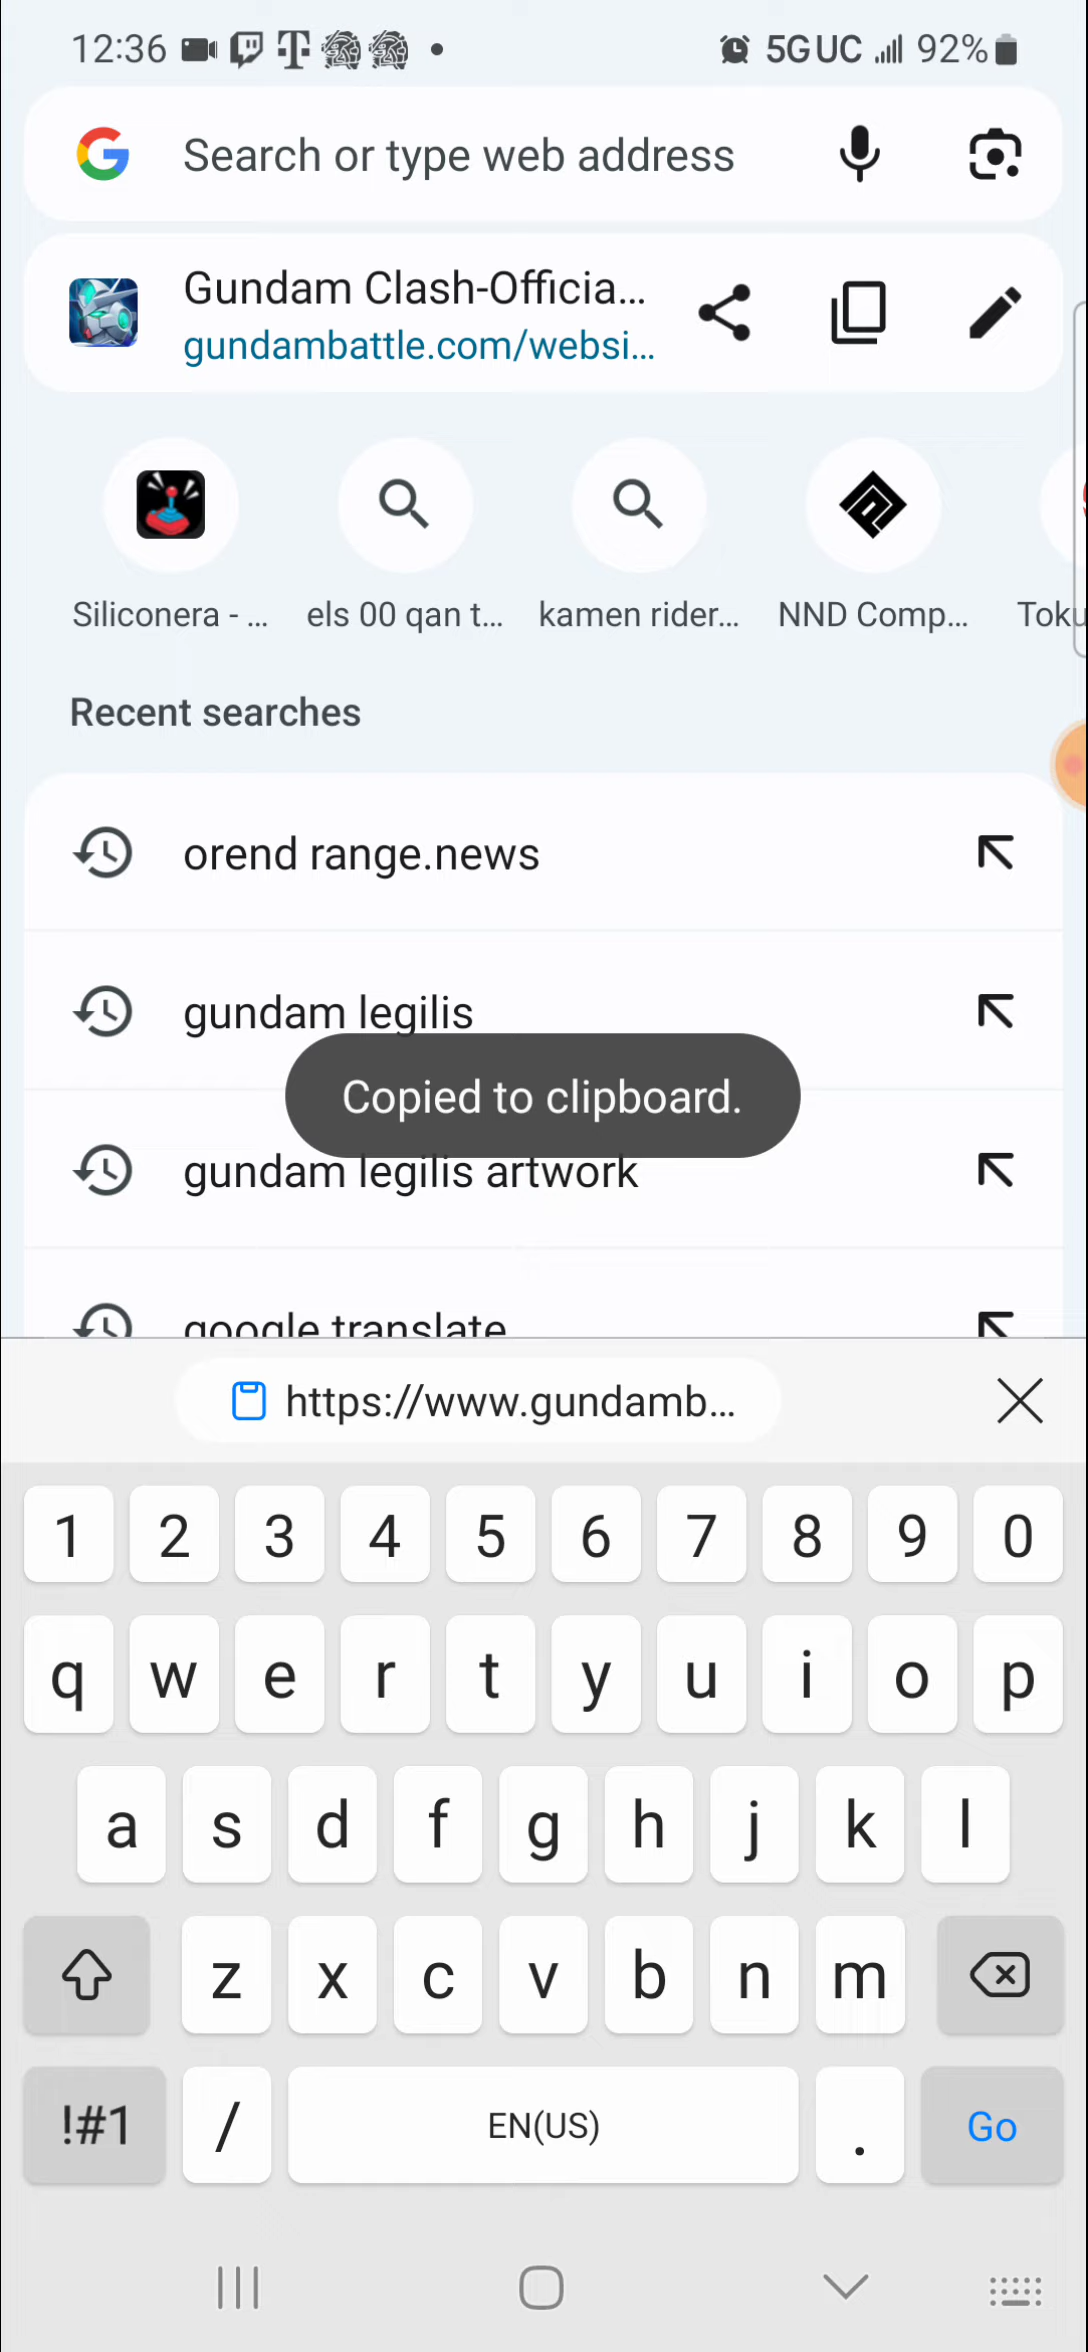 12:36 5G UC 92%
Search or type web address
Gundam Clash-Officia...
gundambattle.com/websi...
Siliconera - ... els 00 qan t... kamen rider... NND Comp... Toku
Recent searches
orend range.news
gundam legilis
Copied to clipboard.
gundam legilis artwork
google translate
https://www.gundamb...
1 2 3 4 5 6 7 8 9 0
q w e r t y u i o p
a s d f g h j k l
z x c v b n m
!#1 / EN(US) . Go